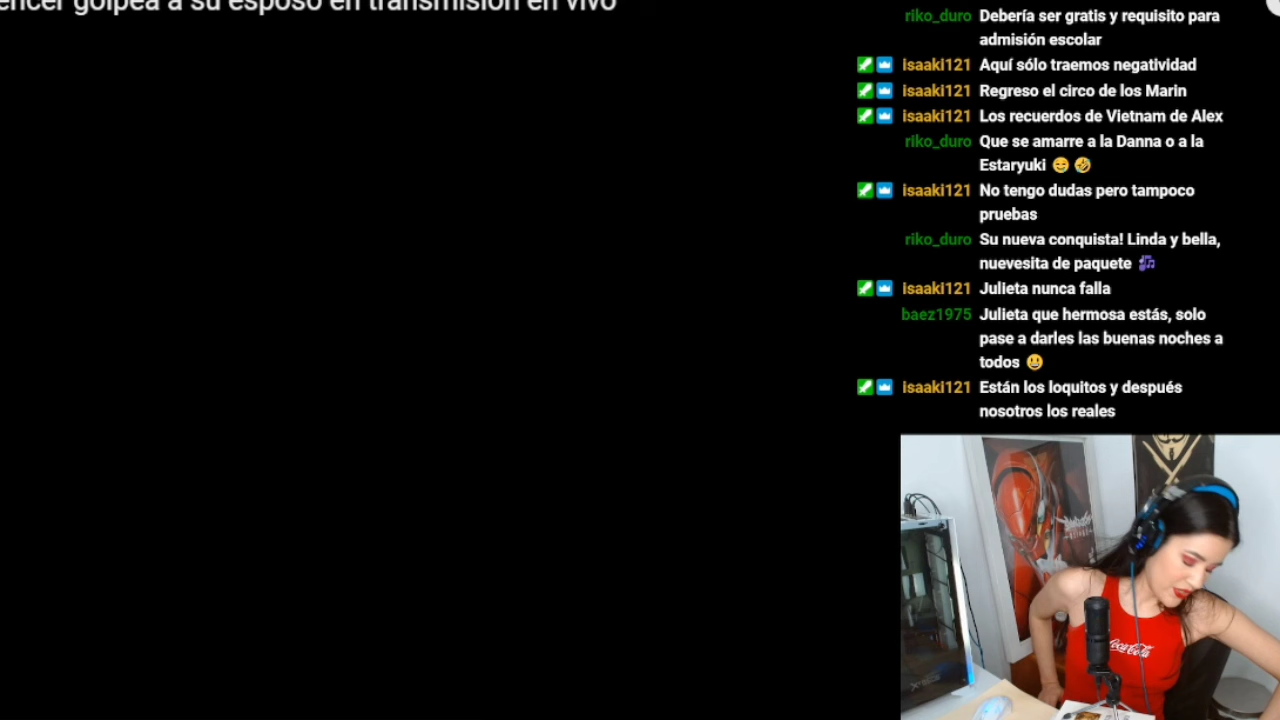 golpea a su esposo en transmisión en vivo
riko_duro Debería ser gratis y requisito para
admisión escolar
isaaki121 Aquí sólo traemos negatividad
isaaki121 Regreso el circo de los Marin
isaaki121 Los recuerdos de Vietnam de Alex
riko_duro Que se amarre a la Danna o a la
Estaryuki 😊 🤣
isaaki121 No tengo dudas pero tampoco
pruebas
riko_duro Su nueva conquista! Linda y bella,
nuevesita de paquete 🎶
isaaki121 Julieta nunca falla
baez1975 Julieta que hermosa estás, solo
pase a darles las buenas noches a
todos 😃
isaaki121 Están los loquitos y después
nosotros los reales
Coca-Cola